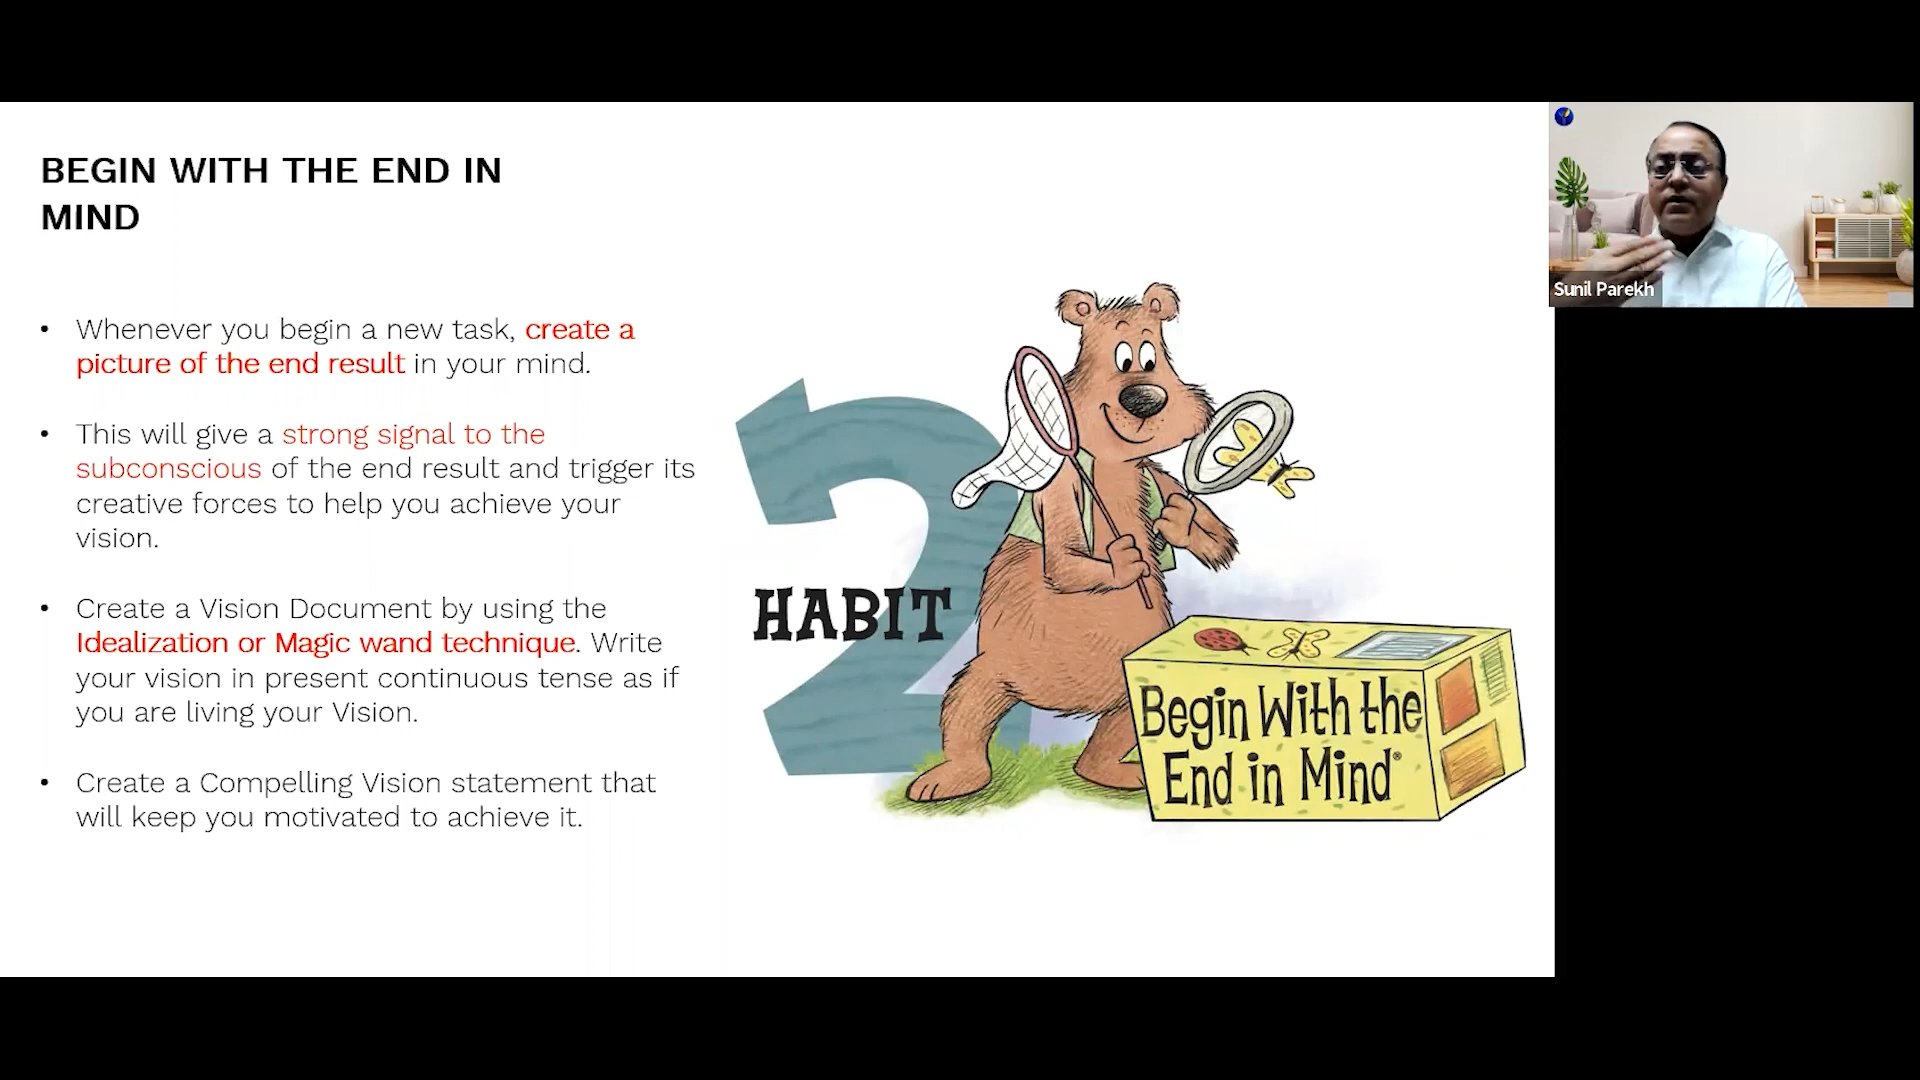 BEGIN WITH THE END IN
MIND
• Whenever you begin a new task, create a
picture of the end result in your mind.
• This will give a strong signal to the
subconscious of the end result and trigger its
creative forces to help you achieve your
vision.
• Create a Vision Document by using the
Idealization or Magic wand technique. Write
your vision in present continuous tense as if
you are living your Vision.
• Create a Compelling Vision statement that
will keep you motivated to achieve it.
2
HABIT
Begin With the
End in Mind®
Sunil Parekh